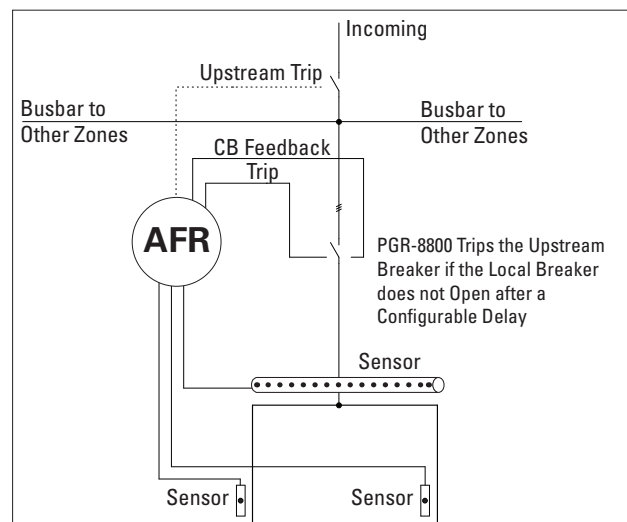 Incoming
Upstream Trip
Busbar to
Other Zones
Busbar to
Other Zones
CB Feedback
Trip
AFR
PGR-8800 Trips the Upstream
Breaker if the Local Breaker
does not Open after a
Configurable Delay
Sensor
Sensor
Sensor